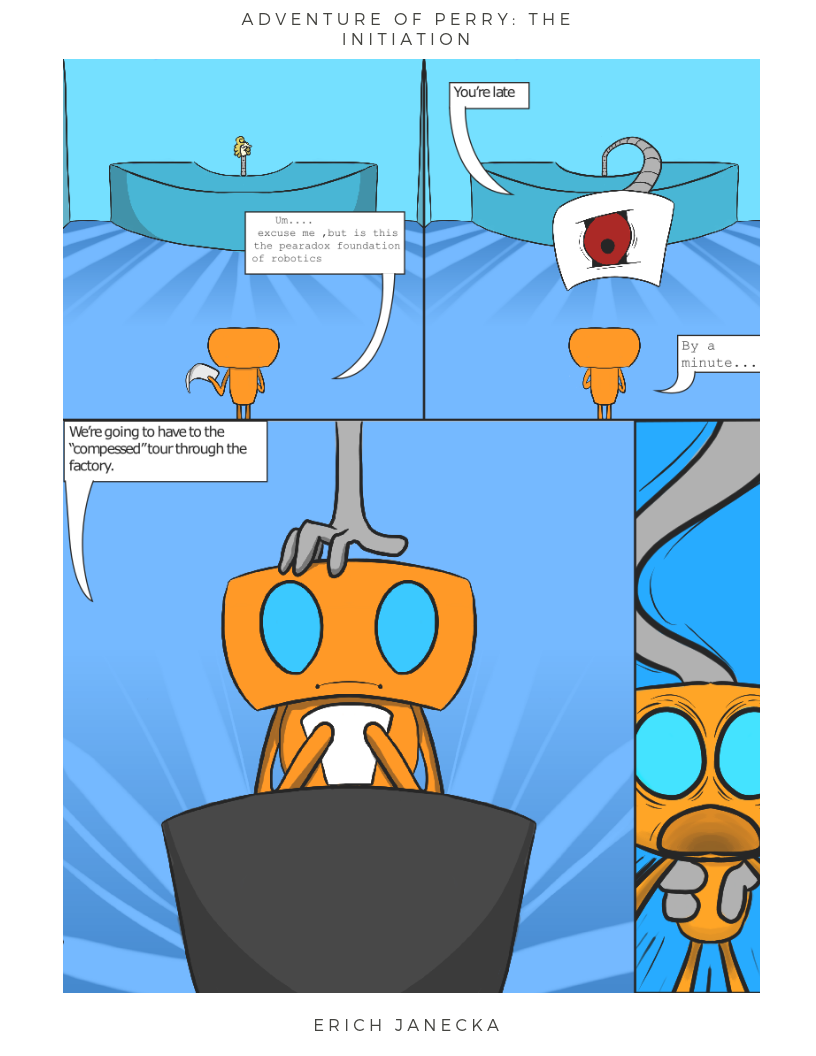 ADVENTURE OF PERRY: THE
INITIATION
Um....
excuse me ,but is this
the pearadox foundation
of robotics
You're late
By a
minute...
We're going to have to the
"compessed" tour through the
factory.
ERICH JANECKA